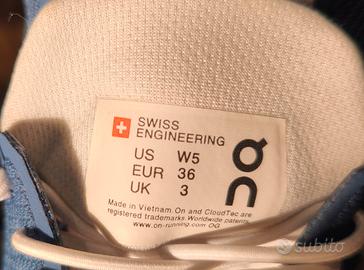 SWISS
ENGINEERING
US W5
EUR 36
UK 3
Made in Vietnam. On and CloudTec are
registered trademarks. Worldwide patents.
www.on-running.com OG
subito